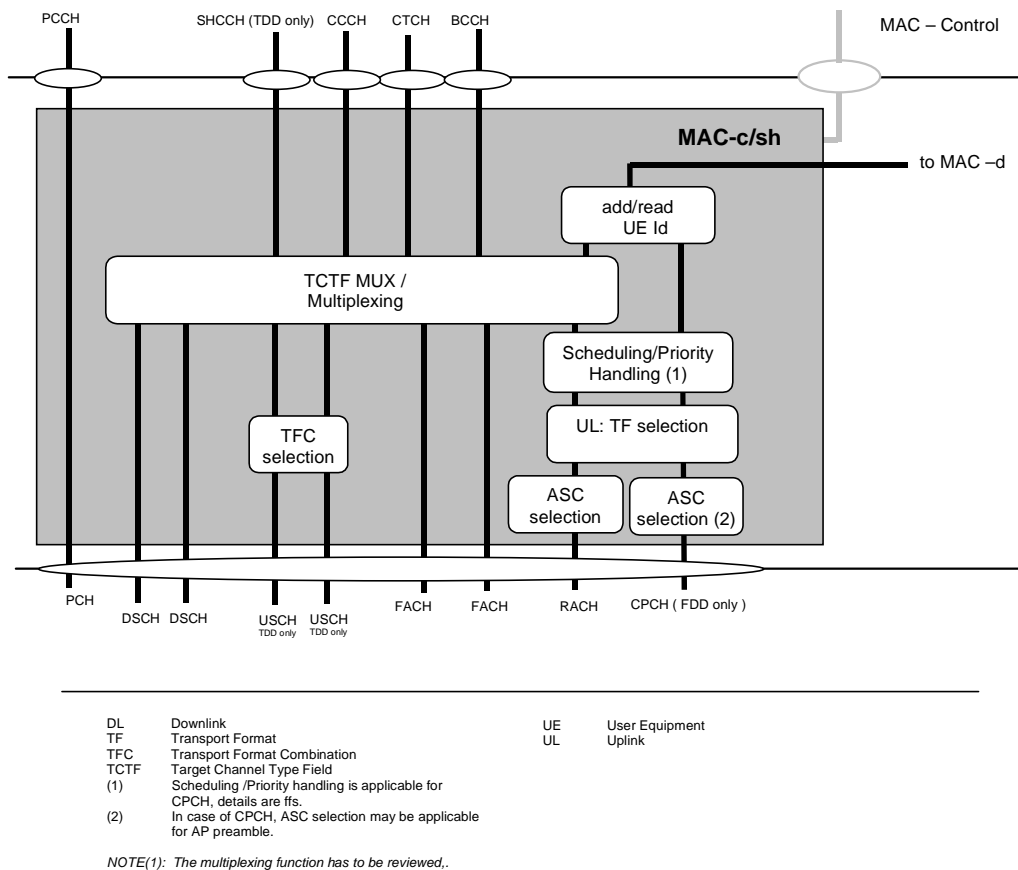 PCCH
SHCCH (TDD only)
CCCH
CTCH
BCCH
MAC – Control
MAC-c/sh
to MAC –d
add/read
UE Id
TCTF MUX /
Multiplexing
Scheduling/Priority
Handling (1)
UL: TF selection
TFC
selection
ASC
selection
ASC
selection (2)
PCH
DSCH
DSCH
USCH
TDD only
USCH
TDD only
FACH
FACH
RACH
CPCH ( FDD only )
DL Downlink
TF Transport Format
TFC Transport Format Combination
TCTF Target Channel Type Field
(1) Scheduling /Priority handling is applicable for
CPCH, details are ffs.
(2) In case of CPCH, ASC selection may be applicable
for AP preamble.
UE User Equipment
UL Uplink
NOTE(1): The multiplexing function has to be reviewed,.